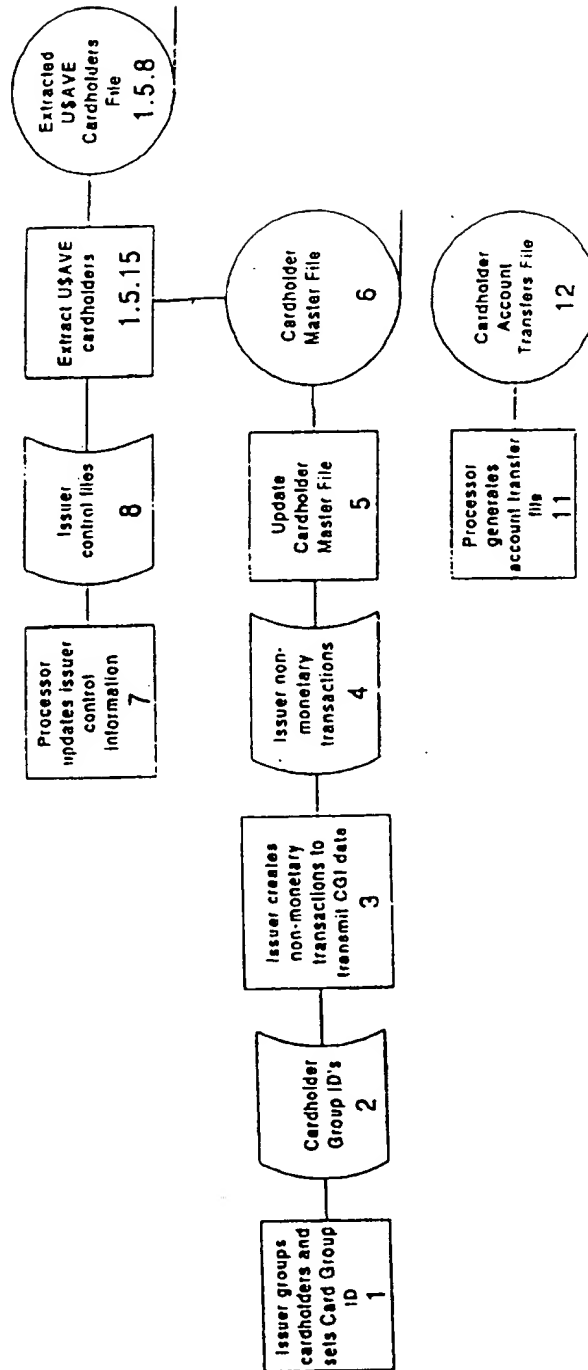 Extracted
U$AVE
Cardholders
File
1.5.8
Extract U$AVE
cardholders
1.5.15
Issuer
control files
8
Processor
updates issuer
control
information
7
Cardholder
Master File
6
Update
Cardholder
Master File
5
Issuer non-
monetary
transactions
4
Issuer creates
non-monetary
transactions to
transmit CGI data
3
Cardholder
Group ID's
2
Issuer groups
cardholders and
sets Card Group
ID
1
Cardholder
Account
Transfers File
12
Processor
generates
account transfer
file
11